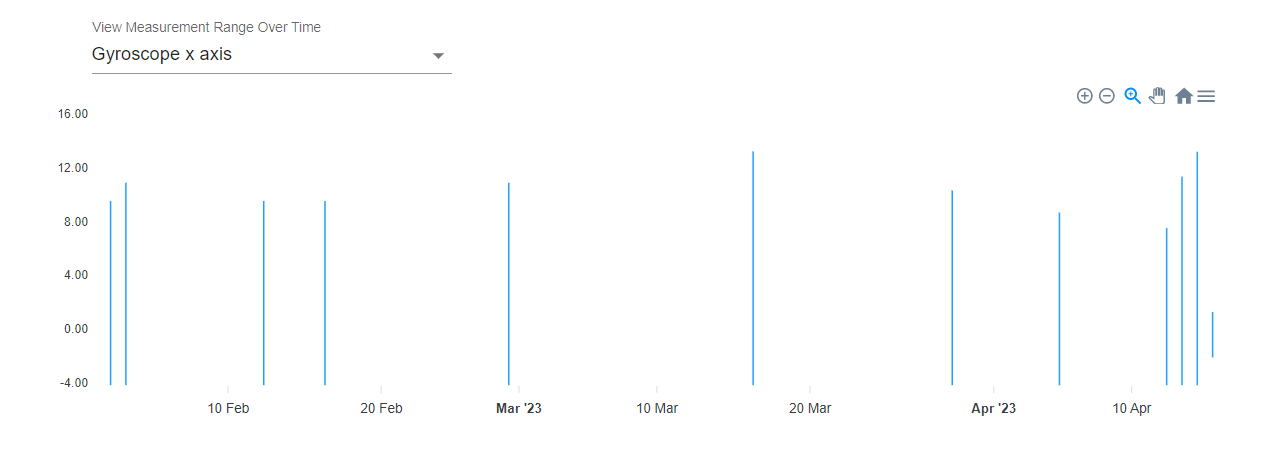 View Measurement Range Over Time
Gyroscope x axis
16.00
12.00
8.00
4.00
0.00
-4.00
10 Feb 20 Feb Mar '23 10 Mar 20 Mar Apr '23 10 Apr